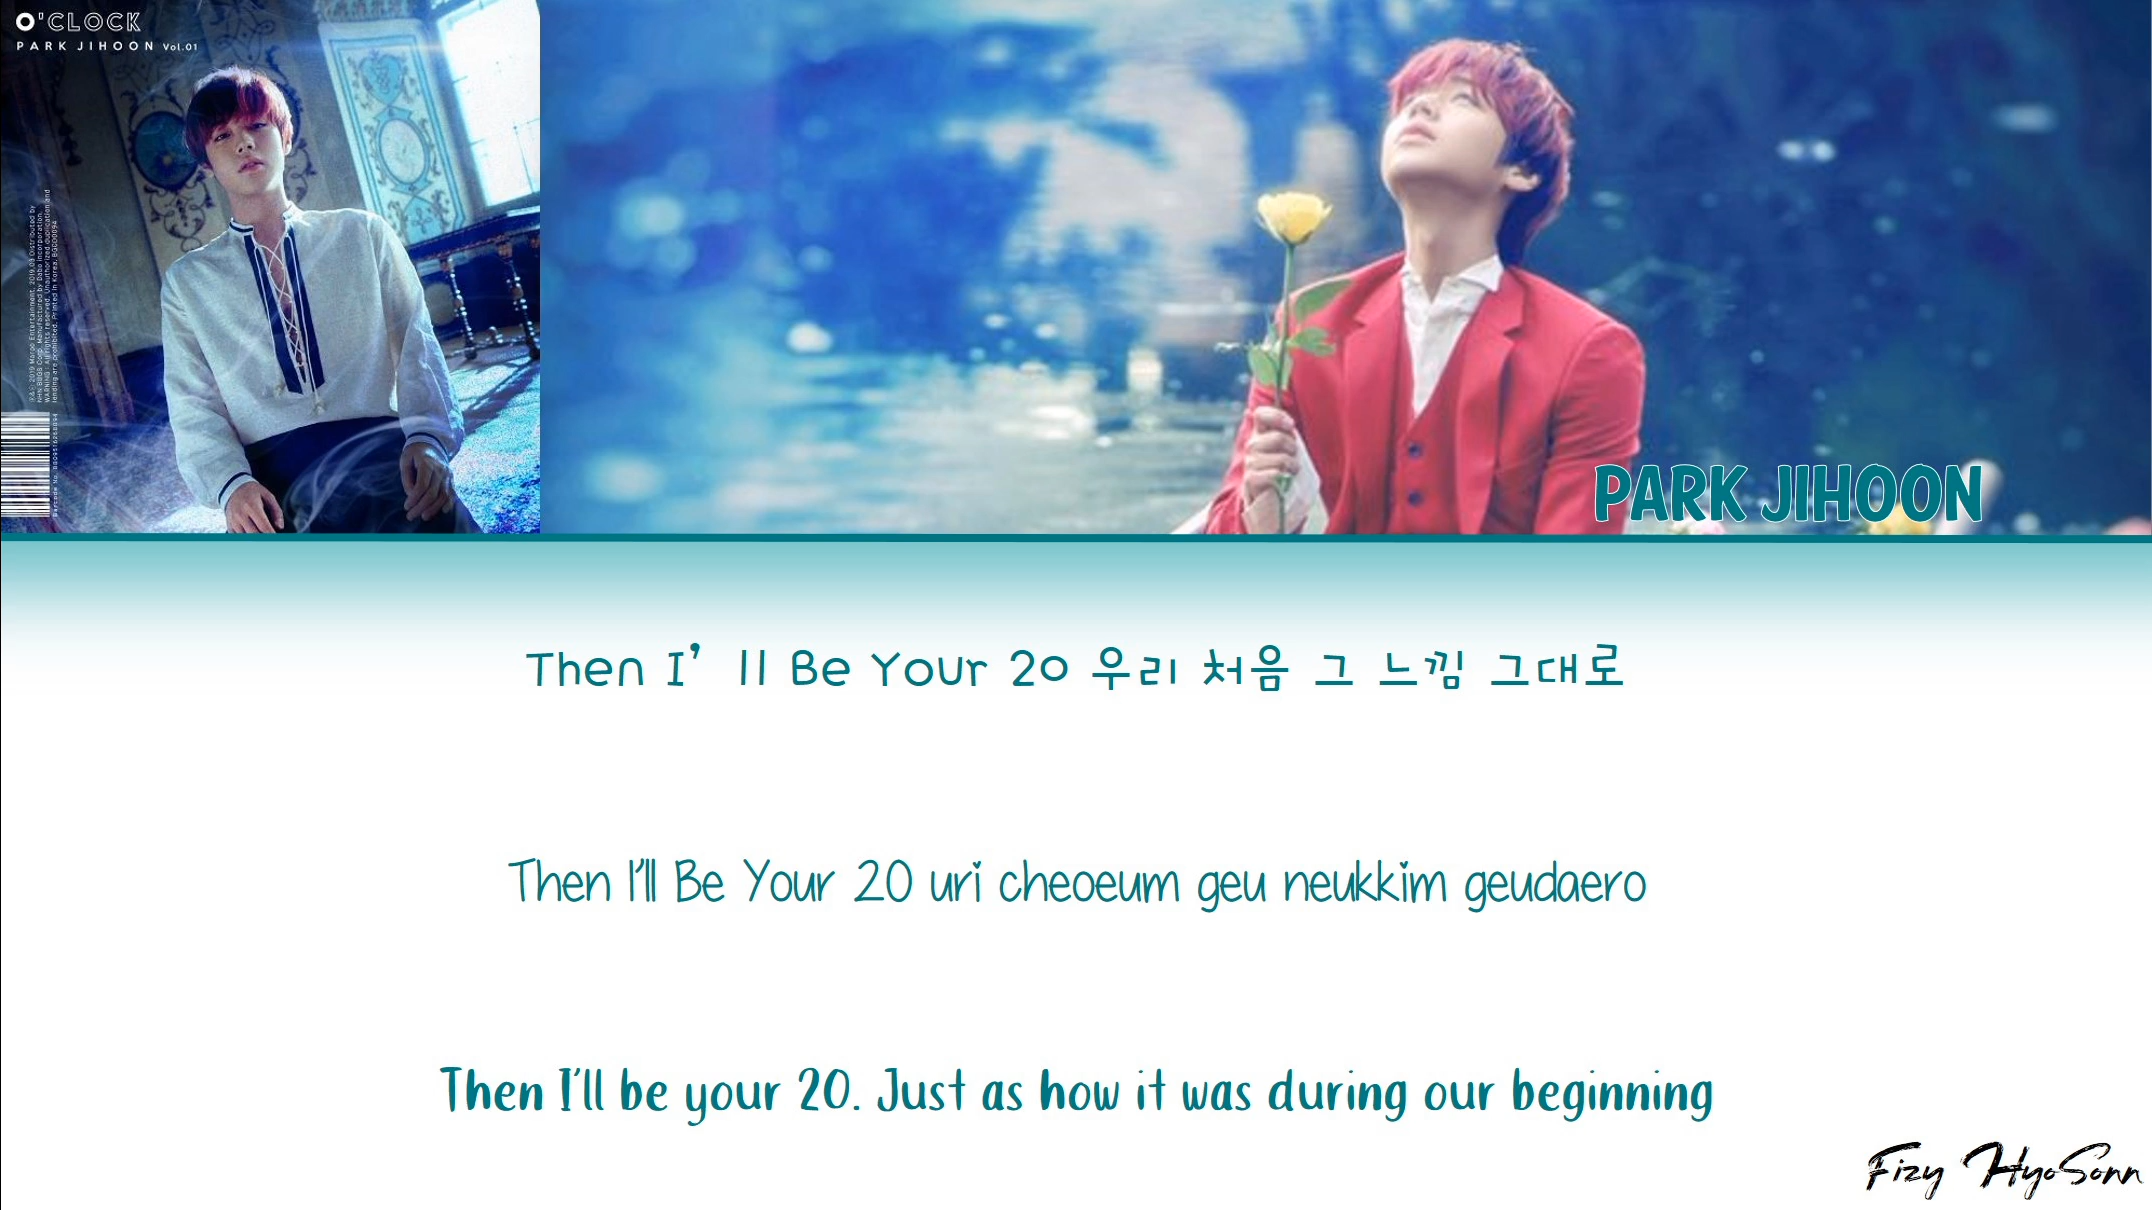 O'CLOCK
PARK JIHOON Vol.01
PARK JIHOON
Then I’ll Be Your 20 우리 처음 그 느낌 그대로
Then I'll Be Your 20 uri cheoeum geu neukkim geudaero
Then I'll be your 20. Just as how it was during our beginning
Fizy HyoSonn